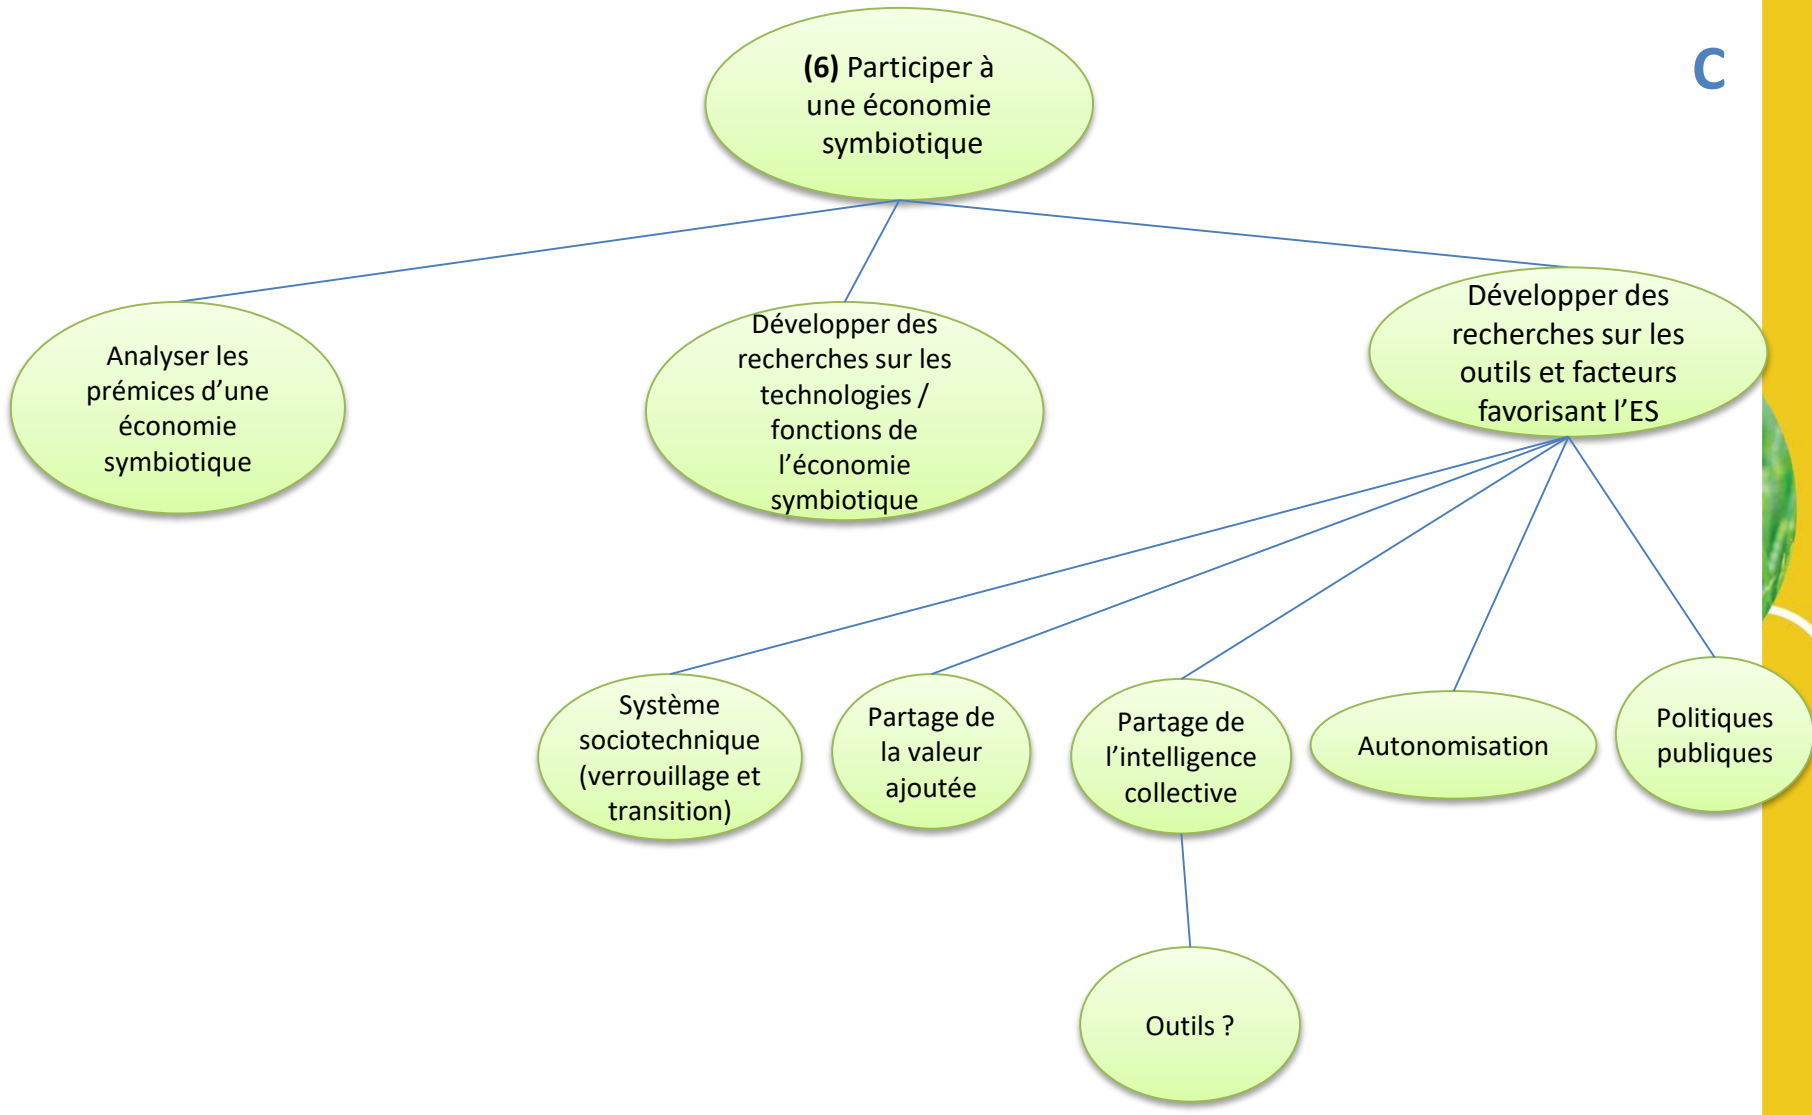 (6) Participer à
une économie
symbiotique
C
Analyser les
prémices d’une
économie
symbiotique
Développer des
recherches sur les
technologies /
fonctions de
l’économie
symbiotique
Développer des
recherches sur les
outils et facteurs
favorisant l’ES
Système
sociotechnique
(verrouillage et
transition)
Partage de
la valeur
ajoutée
Partage de
l’intelligence
collective
Autonomisation
Politiques
publiques
Outils ?